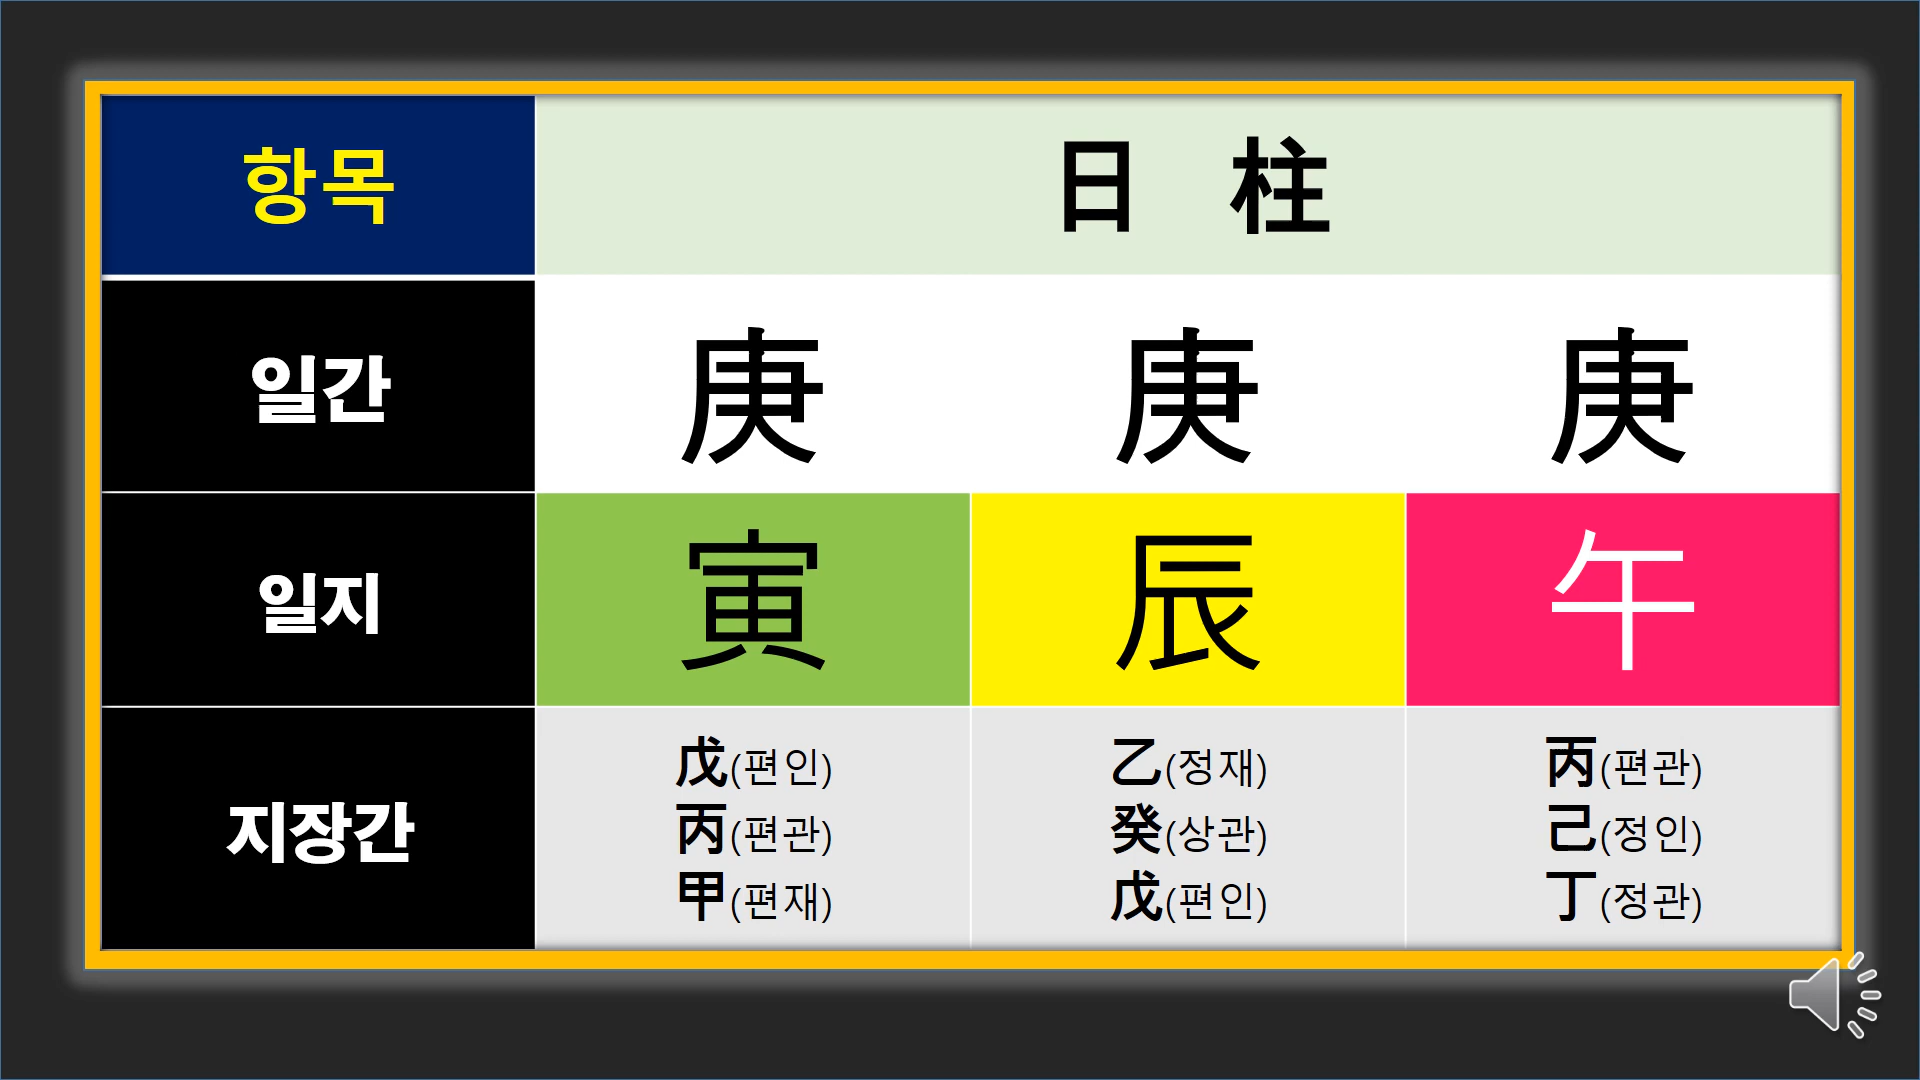 항목 日 柱
일간 庚 庚 庚
일지 寅 辰 午
지장간
戊(편인) 乙(정재) 丙(편관)
丙(편관) 癸(상관) 己(정인)
甲(편재) 戊(편인) 丁(정관)